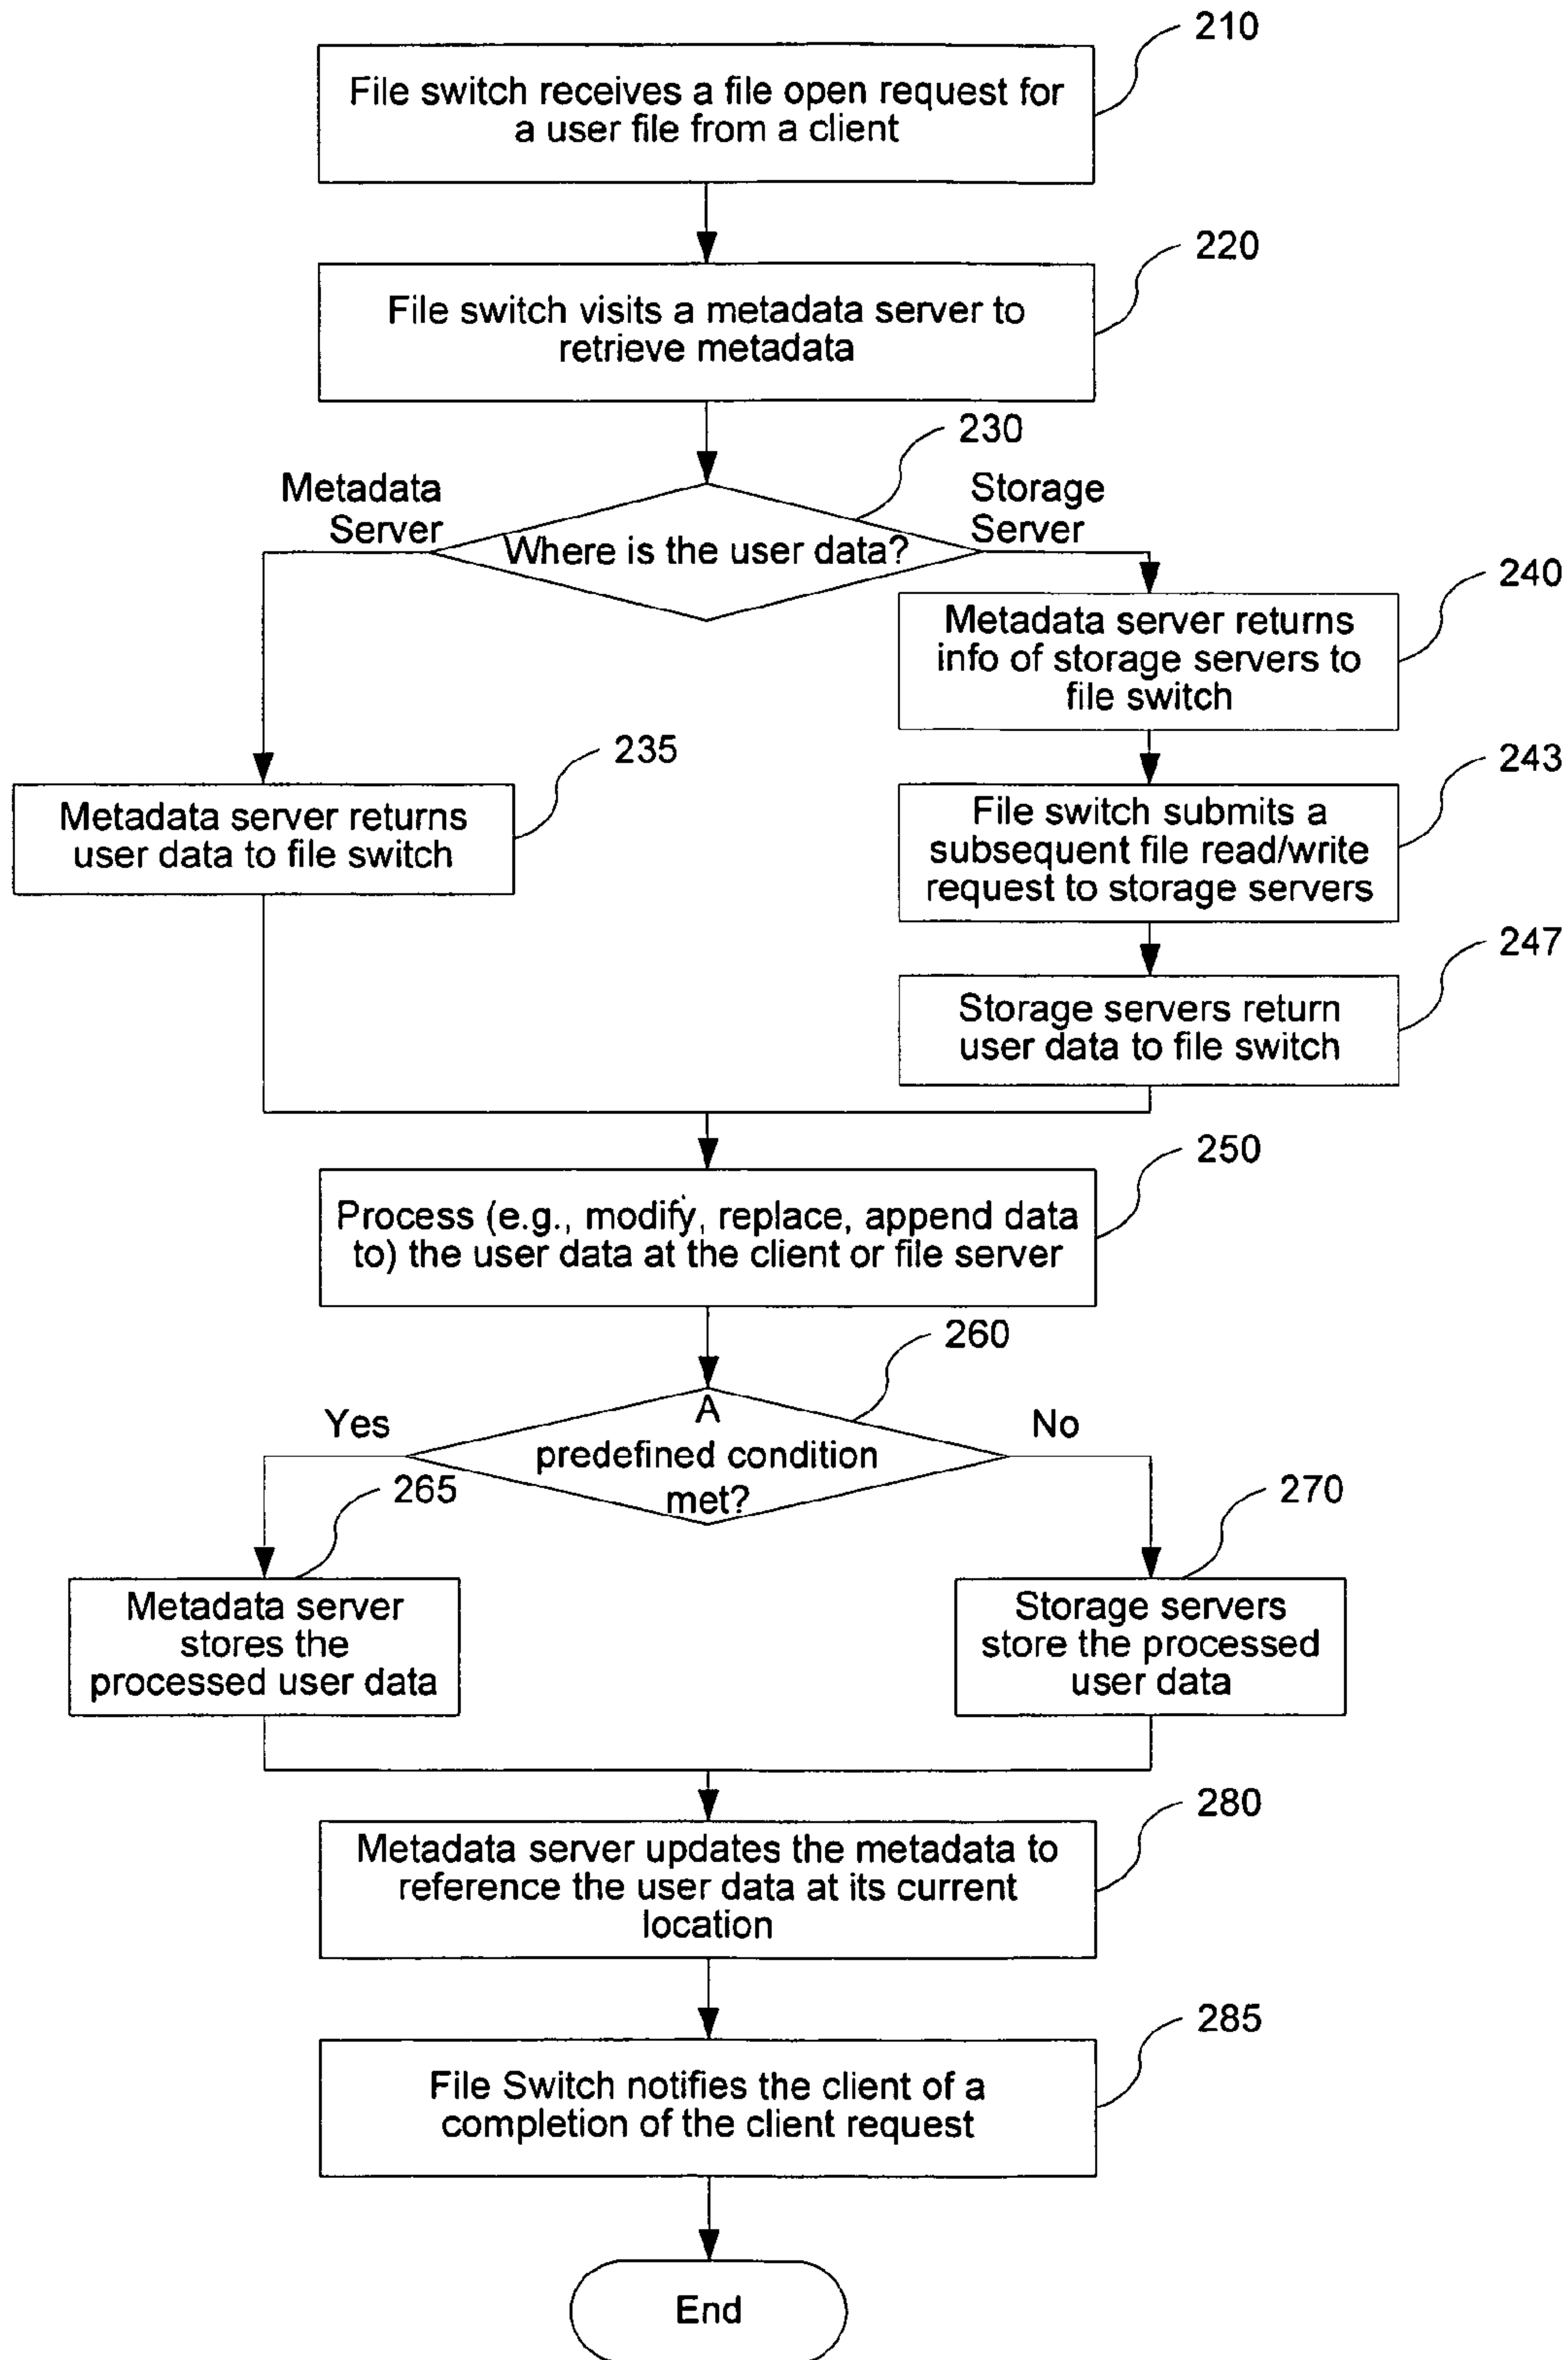 210
File switch receives a file open request for
a user file from a client
220
File switch visits a metadata server to
retrieve metadata
230
Metadata
Server
Storage
Server
Where is the user data?
240
Metadata server returns
info of storage servers to
file switch
235
Metadata server returns
user data to file switch
243
File switch submits a
subsequent file read/write
request to storage servers
247
Storage servers return
user data to file switch
250
Process (e.g., modify, replace, append data
to) the user data at the client or file server
260
Yes
No
A
predefined condition
met?
265
Metadata server
stores the
processed user data
270
Storage servers
store the processed
user data
280
Metadata server updates the metadata to
reference the user data at its current
location
285
File Switch notifies the client of a
completion of the client request
End